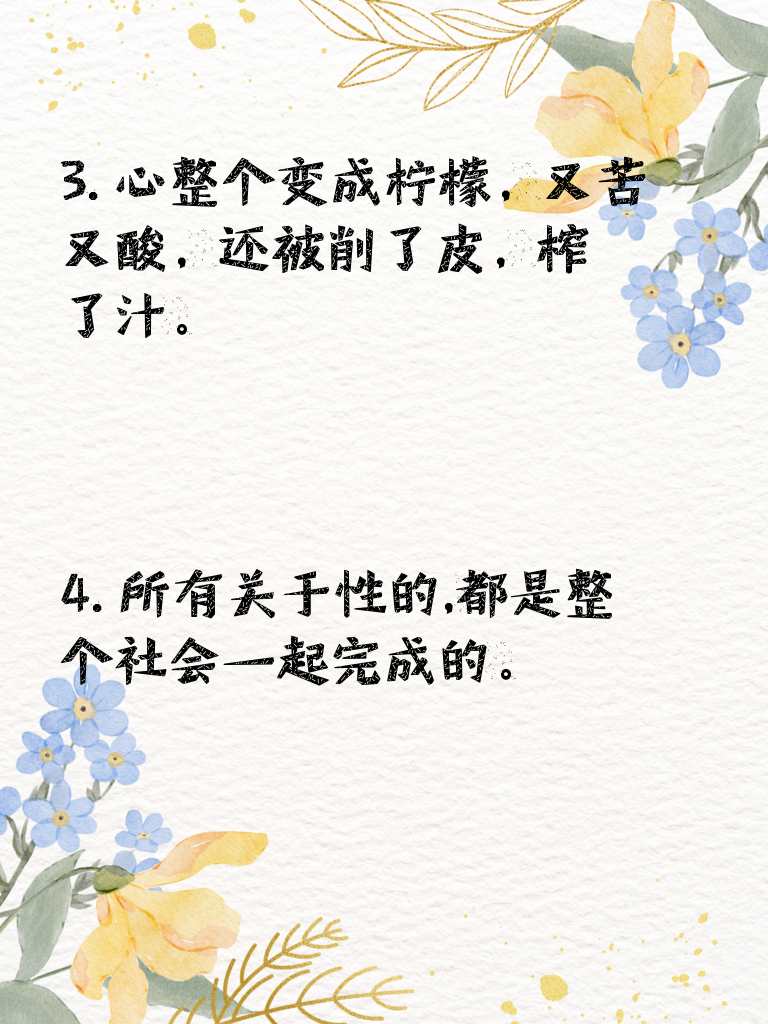 3. 心整个变成柠檬，又苦
又酸，还被削了皮，榨
了汁。
4. 所有关于性的,都是整
个社会一起完成的。